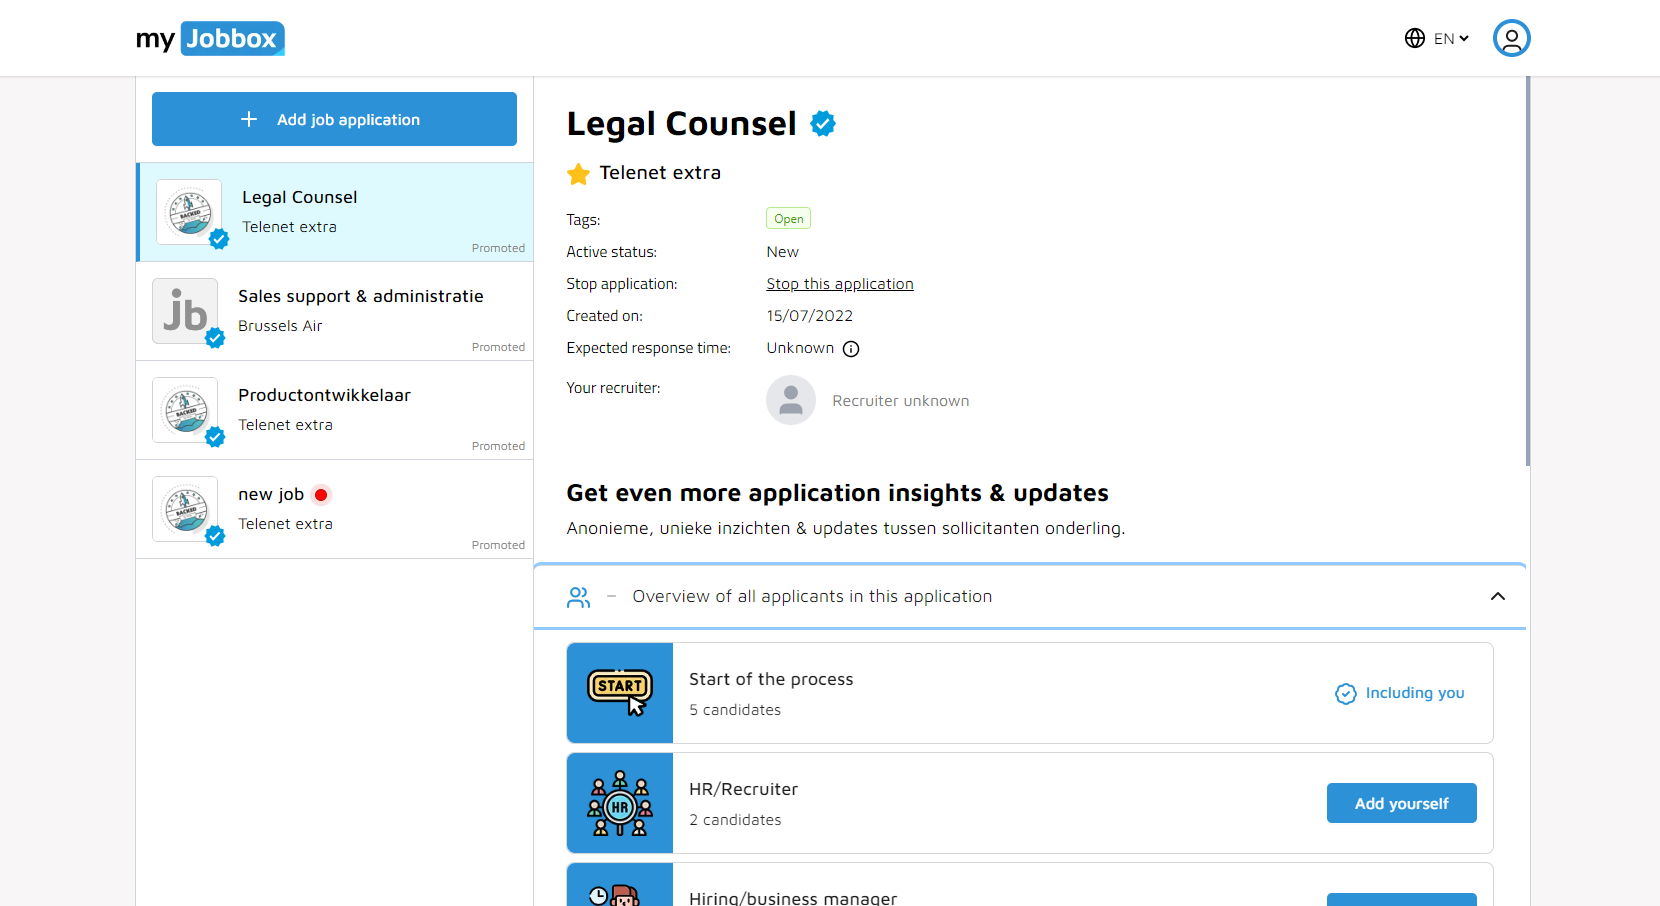 my Jobbox
EN
Add job application
Legal Counsel
Telenet extra
Promoted
BACKED
jb
Sales support & administratie
Brussels Air
Promoted
Productontwikkelaar
Telenet extra
Promoted
BACKED
new job
Telenet extra
Promoted
BACKED
Legal Counsel
Telenet extra
Tags: Open
Active status: New
Stop application: Stop this application
Created on: 15/07/2022
Expected response time: Unknown
Your recruiter: Recruiter unknown
Get even more application insights & updates
Anonieme, unieke inzichten & updates tussen sollicitanten onderling.
– Overview of all applicants in this application
START
Start of the process
5 candidates
Including you
HR
HR/Recruiter
2 candidates
Add yourself
Hiring/business manager